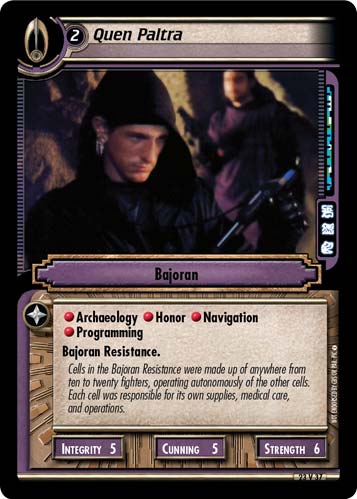 2 Quen Paltra
Bajoran
Archaeology Honor Navigation
Programming
Bajoran Resistance.
Cells in the Bajoran Resistance were made up of anywhere from
ten to twenty fighters, operating autonomously of the other cells.
Each cell was responsible for its own supplies, medical care,
and operations.
INTEGRITY 5 CUNNING 5 STRENGTH 6
23 V 37